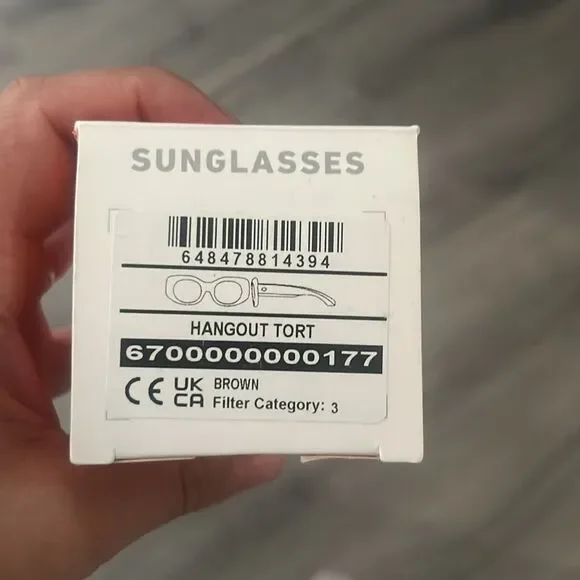 SUNGLASSES
648478814394
HANGOUT TORT
6700000000177
CE UK CA BROWN
Filter Category: 3